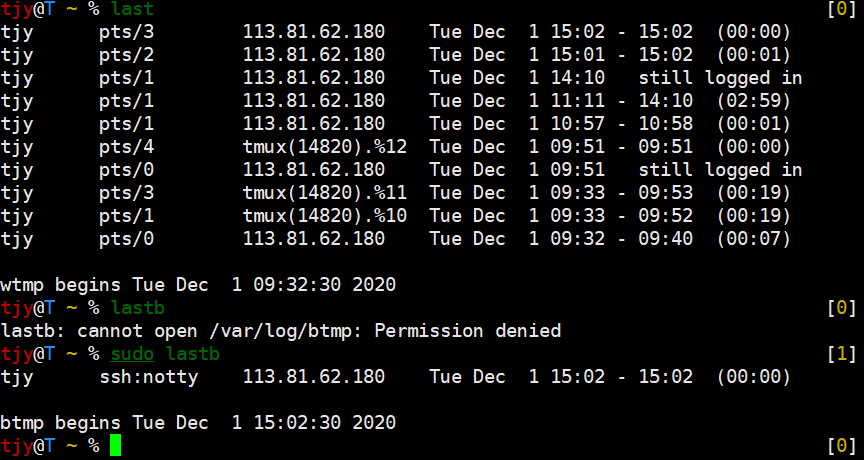 tjy@T ~ % last [0]
tjy pts/3 113.81.62.180 Tue Dec 1 15:02 - 15:02 (00:00)
tjy pts/2 113.81.62.180 Tue Dec 1 15:01 - 15:02 (00:01)
tjy pts/1 113.81.62.180 Tue Dec 1 14:10 still logged in
tjy pts/1 113.81.62.180 Tue Dec 1 11:11 - 14:10 (02:59)
tjy pts/1 113.81.62.180 Tue Dec 1 10:57 - 10:58 (00:01)
tjy pts/4 tmux(14820).%12 Tue Dec 1 09:51 - 09:51 (00:00)
tjy pts/0 113.81.62.180 Tue Dec 1 09:51 still logged in
tjy pts/3 tmux(14820).%11 Tue Dec 1 09:33 - 09:53 (00:19)
tjy pts/1 tmux(14820).%10 Tue Dec 1 09:33 - 09:52 (00:19)
tjy pts/0 113.81.62.180 Tue Dec 1 09:32 - 09:40 (00:07)
wtmp begins Tue Dec 1 09:32:30 2020
tjy@T ~ % lastb [0]
lastb: cannot open /var/log/btmp: Permission denied
tjy@T ~ % sudo lastb [1]
tjy ssh:notty 113.81.62.180 Tue Dec 1 15:02 - 15:02 (00:00)
btmp begins Tue Dec 1 15:02:30 2020
tjy@T ~ % [0]